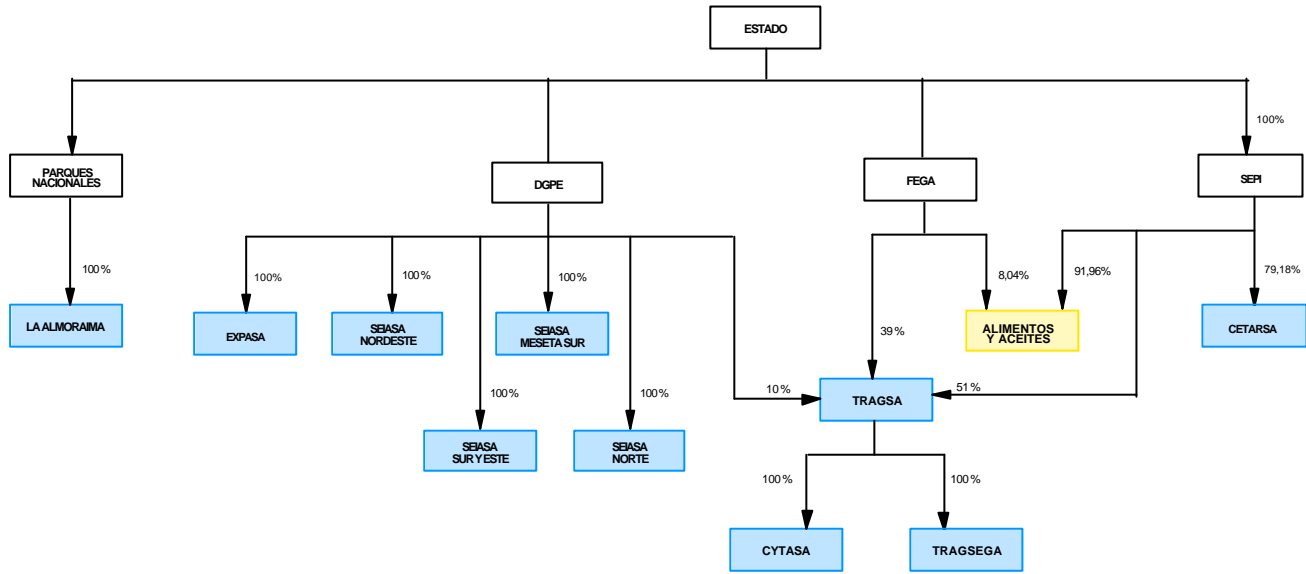 ESTADO
100%
PARQUES
NACIONALES
DGPE
FEGA
SEPI
100%
100%
100%
100%
100%
8,04%
91,96%
79,18%
LA ALMORAIMA
EXPASA
SEIASA
NORDESTE
SEIASA
MESETA SUR
ALIMENTOS
Y ACEITES
CETARSA
39%
100%
100%
10%
TRAGSA
51%
SEIASA
SUR Y ESTE
SEIASA
NORTE
100%
100%
CYTASA
TRAGSEGA